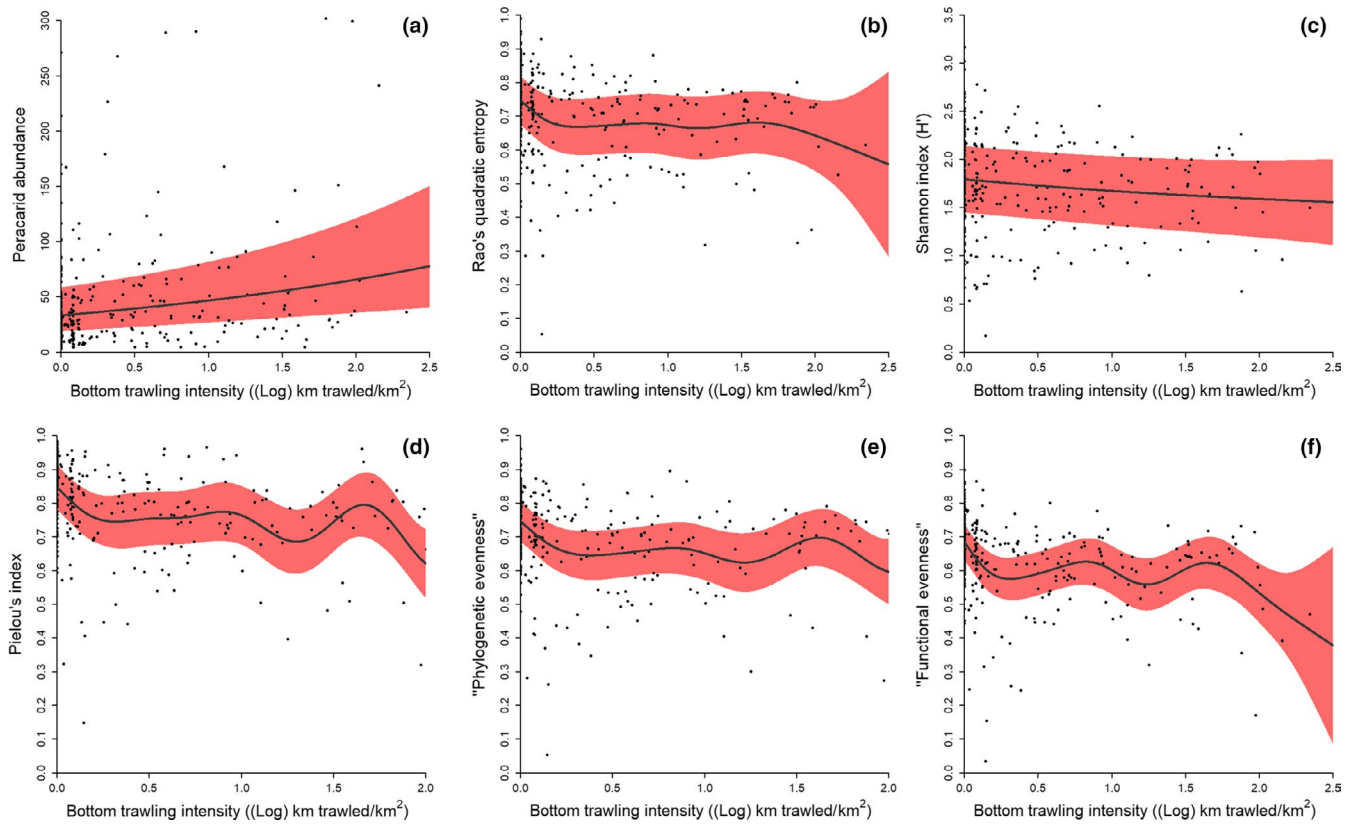 (a)
Peracarid abundance
300
250
200
150
100
50
0
0.0 0.5 1.0 1.5 2.0 2.5
Bottom trawling intensity ((Log) km trawled/km²)
(b)
Rao's quadratic entropy
1.0
0.9
0.8
0.7
0.6
0.5
0.4
0.3
0.2
0.1
0.0
0.0 0.5 1.0 1.5 2.0 2.5
Bottom trawling intensity ((Log) km trawled/km²)
(c)
Shannon index (H')
3.5
3.0
2.5
2.0
1.5
1.0
0.5
0.0
0.0 0.5 1.0 1.5 2.0 2.5
Bottom trawling intensity ((Log) km trawled/km²)
(d)
Pielou's index
1.0
0.9
0.8
0.7
0.6
0.5
0.4
0.3
0.2
0.1
0.0
0.0 0.5 1.0 1.5 2.0
Bottom trawling intensity ((Log) km trawled/km²)
(e)
"Phylogenetic evenness"
1.0
0.9
0.8
0.7
0.6
0.5
0.4
0.3
0.2
0.1
0.0
0.0 0.5 1.0 1.5 2.0
Bottom trawling intensity ((Log) km trawled/km²)
(f)
"Functional evenness"
1.0
0.9
0.8
0.7
0.6
0.5
0.4
0.3
0.2
0.1
0.0
0.0 0.5 1.0 1.5 2.0 2.5
Bottom trawling intensity ((Log) km trawled/km²)